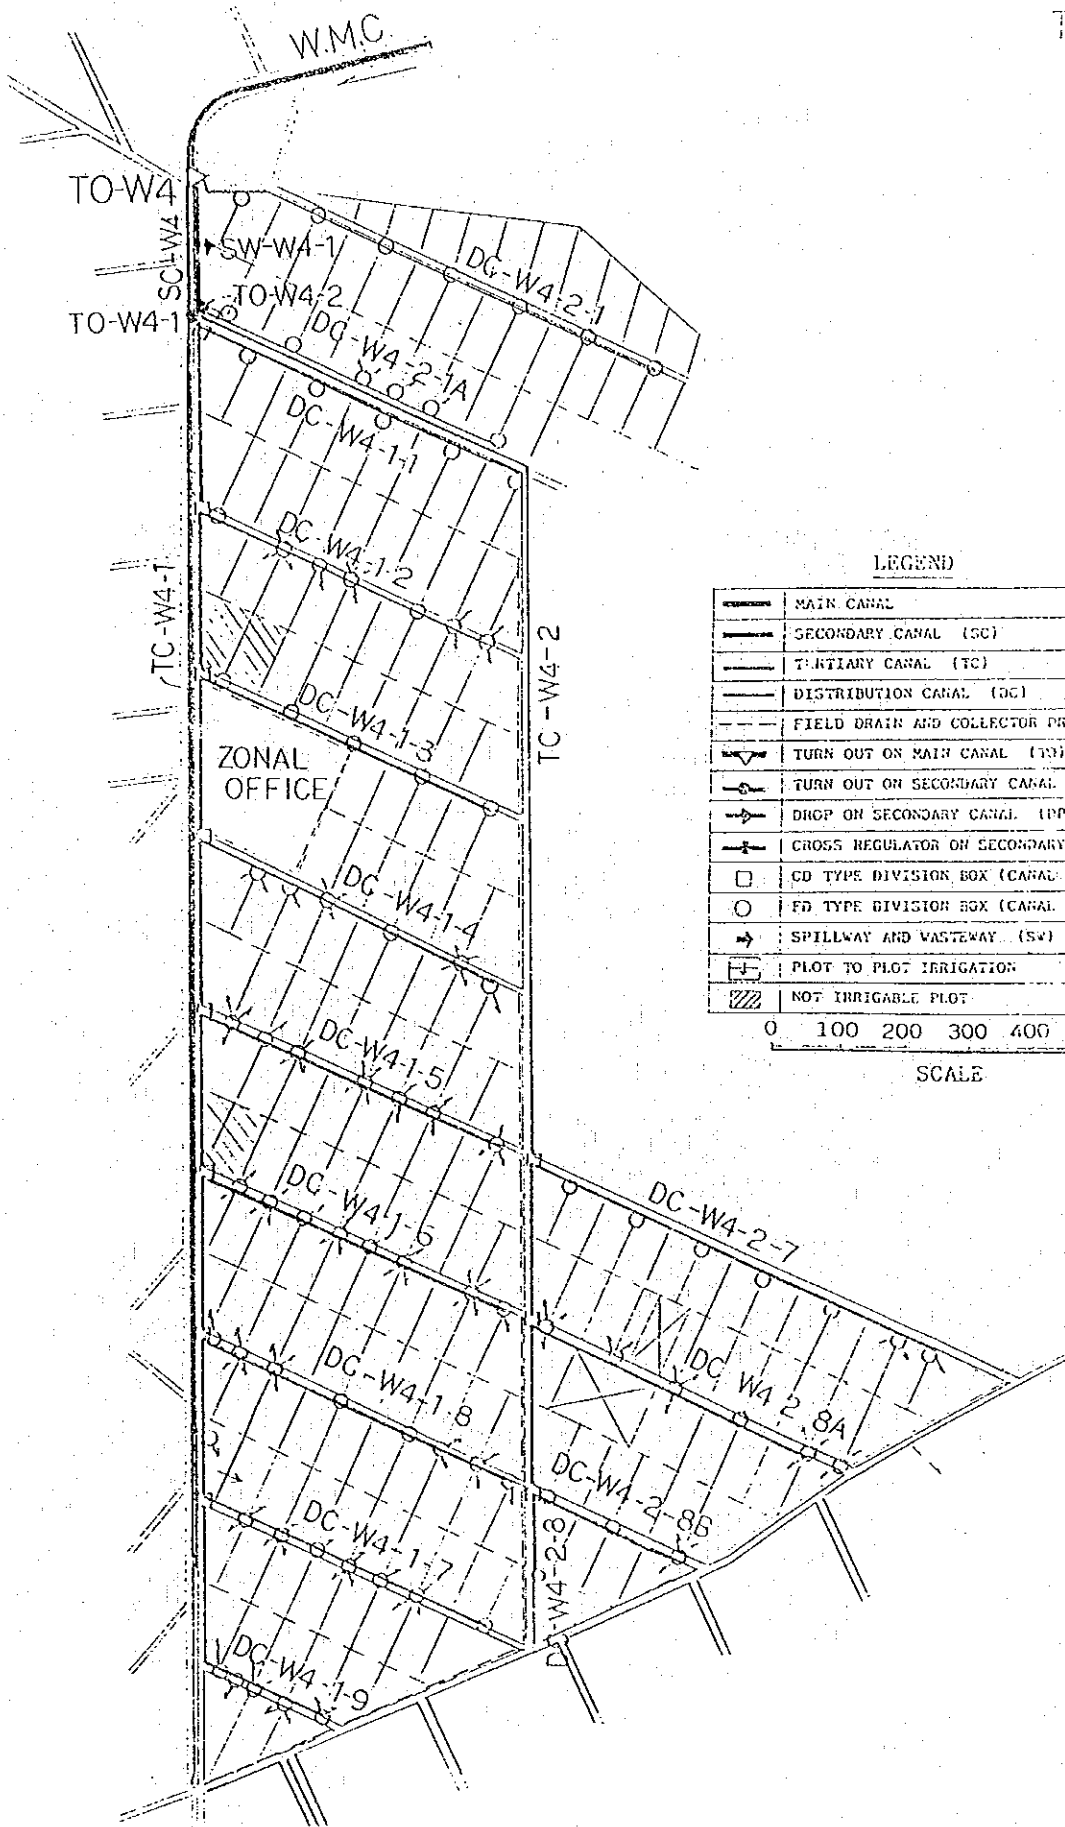 T
W.M.C.
TO-W4
SC-W4
SW-W4-1
DC-W4-2-1
TO-W4-2
TO-W4-1
DC-W4-2-1A
DC-W4-1-1
DC-W4-1-2
TC-W4-1
TC-W4-2
DC-W4-1-3
ZONAL
OFFICE
DC-W4-1-4
DC-W4-1-5
DC-W4-1-6
DC-W4-2-7
DC-W4-1-8
DC W4 2 8A
DC-W4-2-8B
DC-W4-1-7
DC-W4-2-8
DC-W4-1-9
LEGEND
MAIN CANAL
SECONDARY CANAL (SC)
TERTIARY CANAL (TC)
DISTRIBUTION CANAL (DC)
FIELD DRAIN AND COLLECTOR DR
TURN OUT ON MAIN CANAL (TO)
TURN OUT ON SECONDARY CANAL
DROP ON SECONDARY CANAL
CROSS REGULATOR ON SECONDARY
CD TYPE DIVISION BOX (CANAL
FD TYPE DIVISION BOX (CANAL
SPILLWAY AND WASTEWAY (SW)
PLOT TO PLOT IRRIGATION
NOT IRRIGABLE PLOT
0 100 200 300 400
SCALE